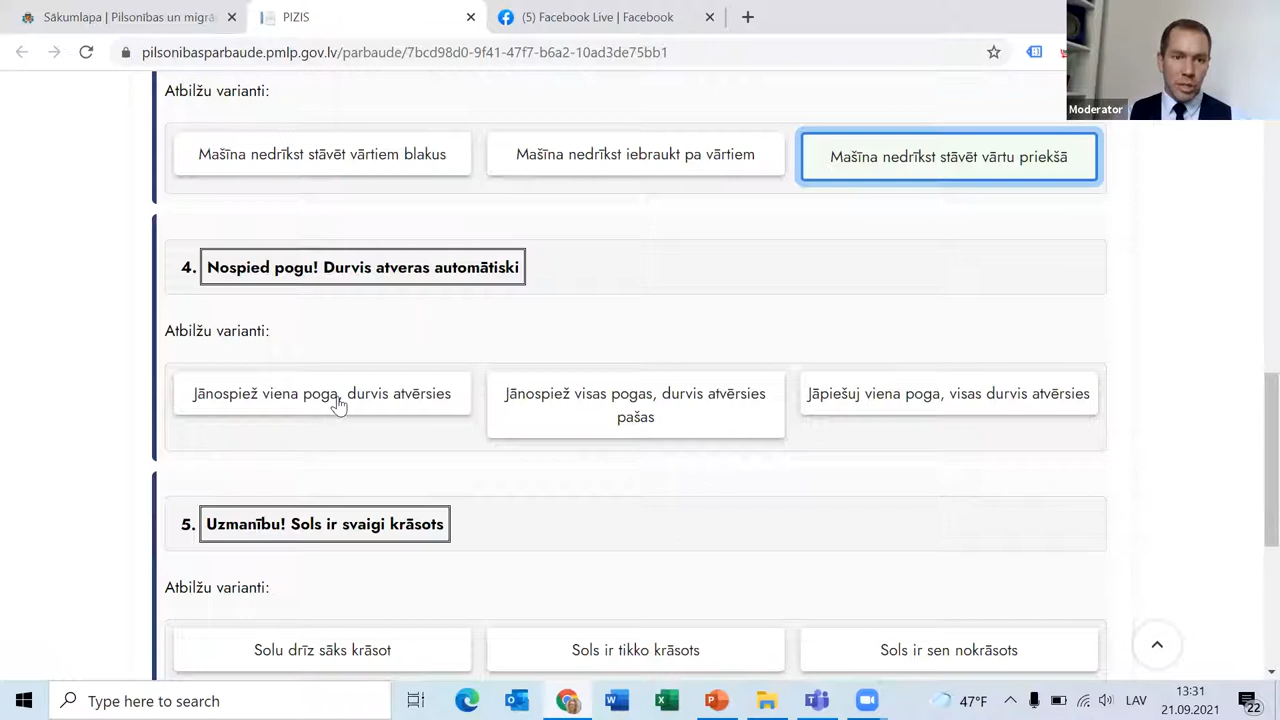 Sākumlapa | Pilsonības un migrā
PIZIS
(5) Facebook Live | Facebook
pilsonibasparbaude.pmlp.gov.lv/parbaude/7bcd98d0-9f41-47f7-b6a2-10ad3de75bb1
Moderator
Atbilžu varianti:
Mašīna nedrīkst stāvēt vārtiem blakus
Mašīna nedrīkst iebraukt pa vārtiem
Mašīna nedrīkst stāvēt vārtu priekšā
4. Nospied pogu! Durvis atveras automātiski
Atbilžu varianti:
Jānospiež viena poga, durvis atvērsies
Jānospiež visas pogas, durvis atvērsies
pašas
Jāpiešuj viena poga, visas durvis atvērsies
5. Uzmanību! Sols ir svaigi krāsots
Atbilžu varianti:
Solu drīz sāks krāsot
Sols ir tikko krāsots
Sols ir sen nokrāsots
Type here to search
47°F
LAV
13:31
21.09.2021
22